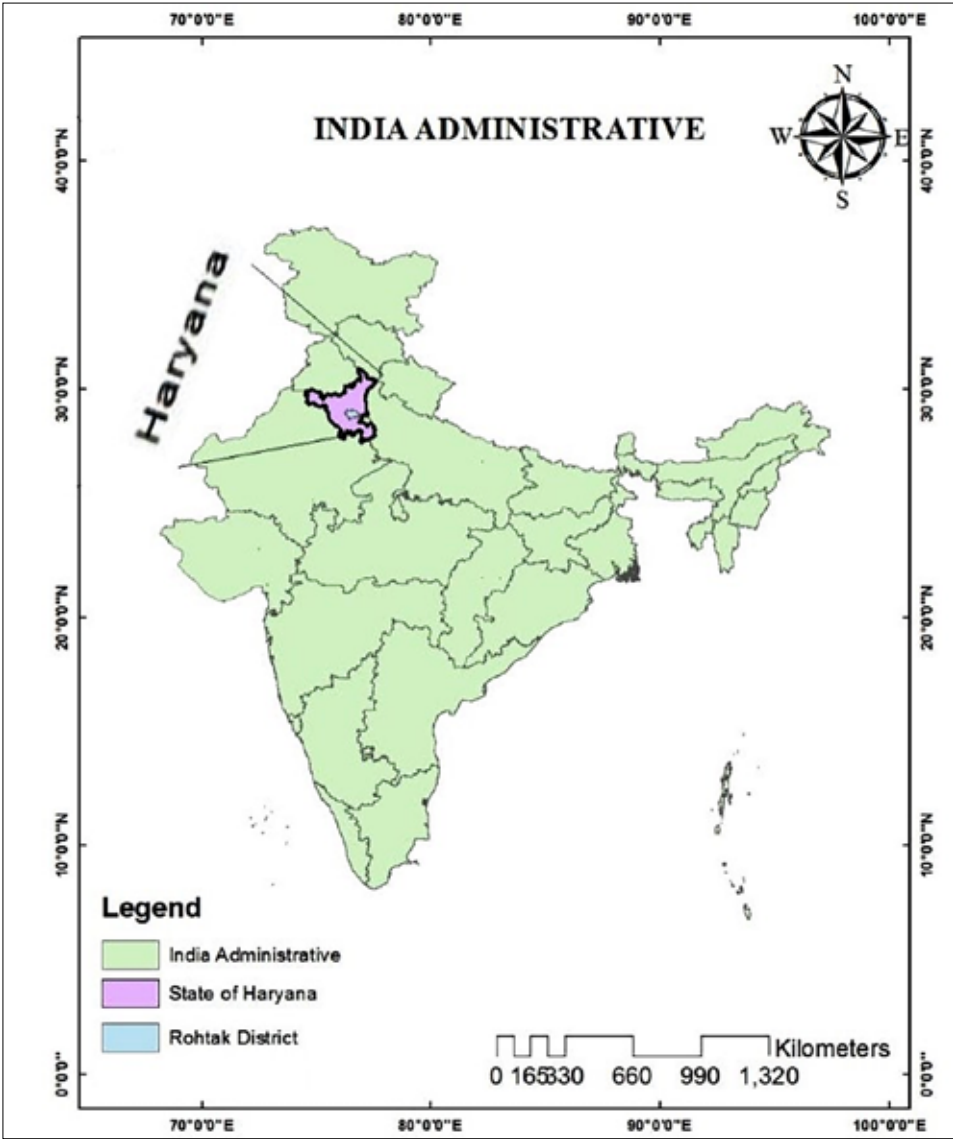 70°0'0"E 80°0'0"E 90°0'0"E 100°0'0"E
N
INDIA ADMINISTRATIVE
W E
S
40°0'0"N 40°0'0"N
Haryana
30°0'0"N 30°0'0"N
20°0'0"N 20°0'0"N
10°0'0"N 10°0'0"N
Legend
India Administrative
State of Haryana
Rohtak District
Kilometers
0 165330 660 990 1,320
0°0'0" 0°0'0"
70°0'0"E 80°0'0"E 90°0'0"E 100°0'0"E